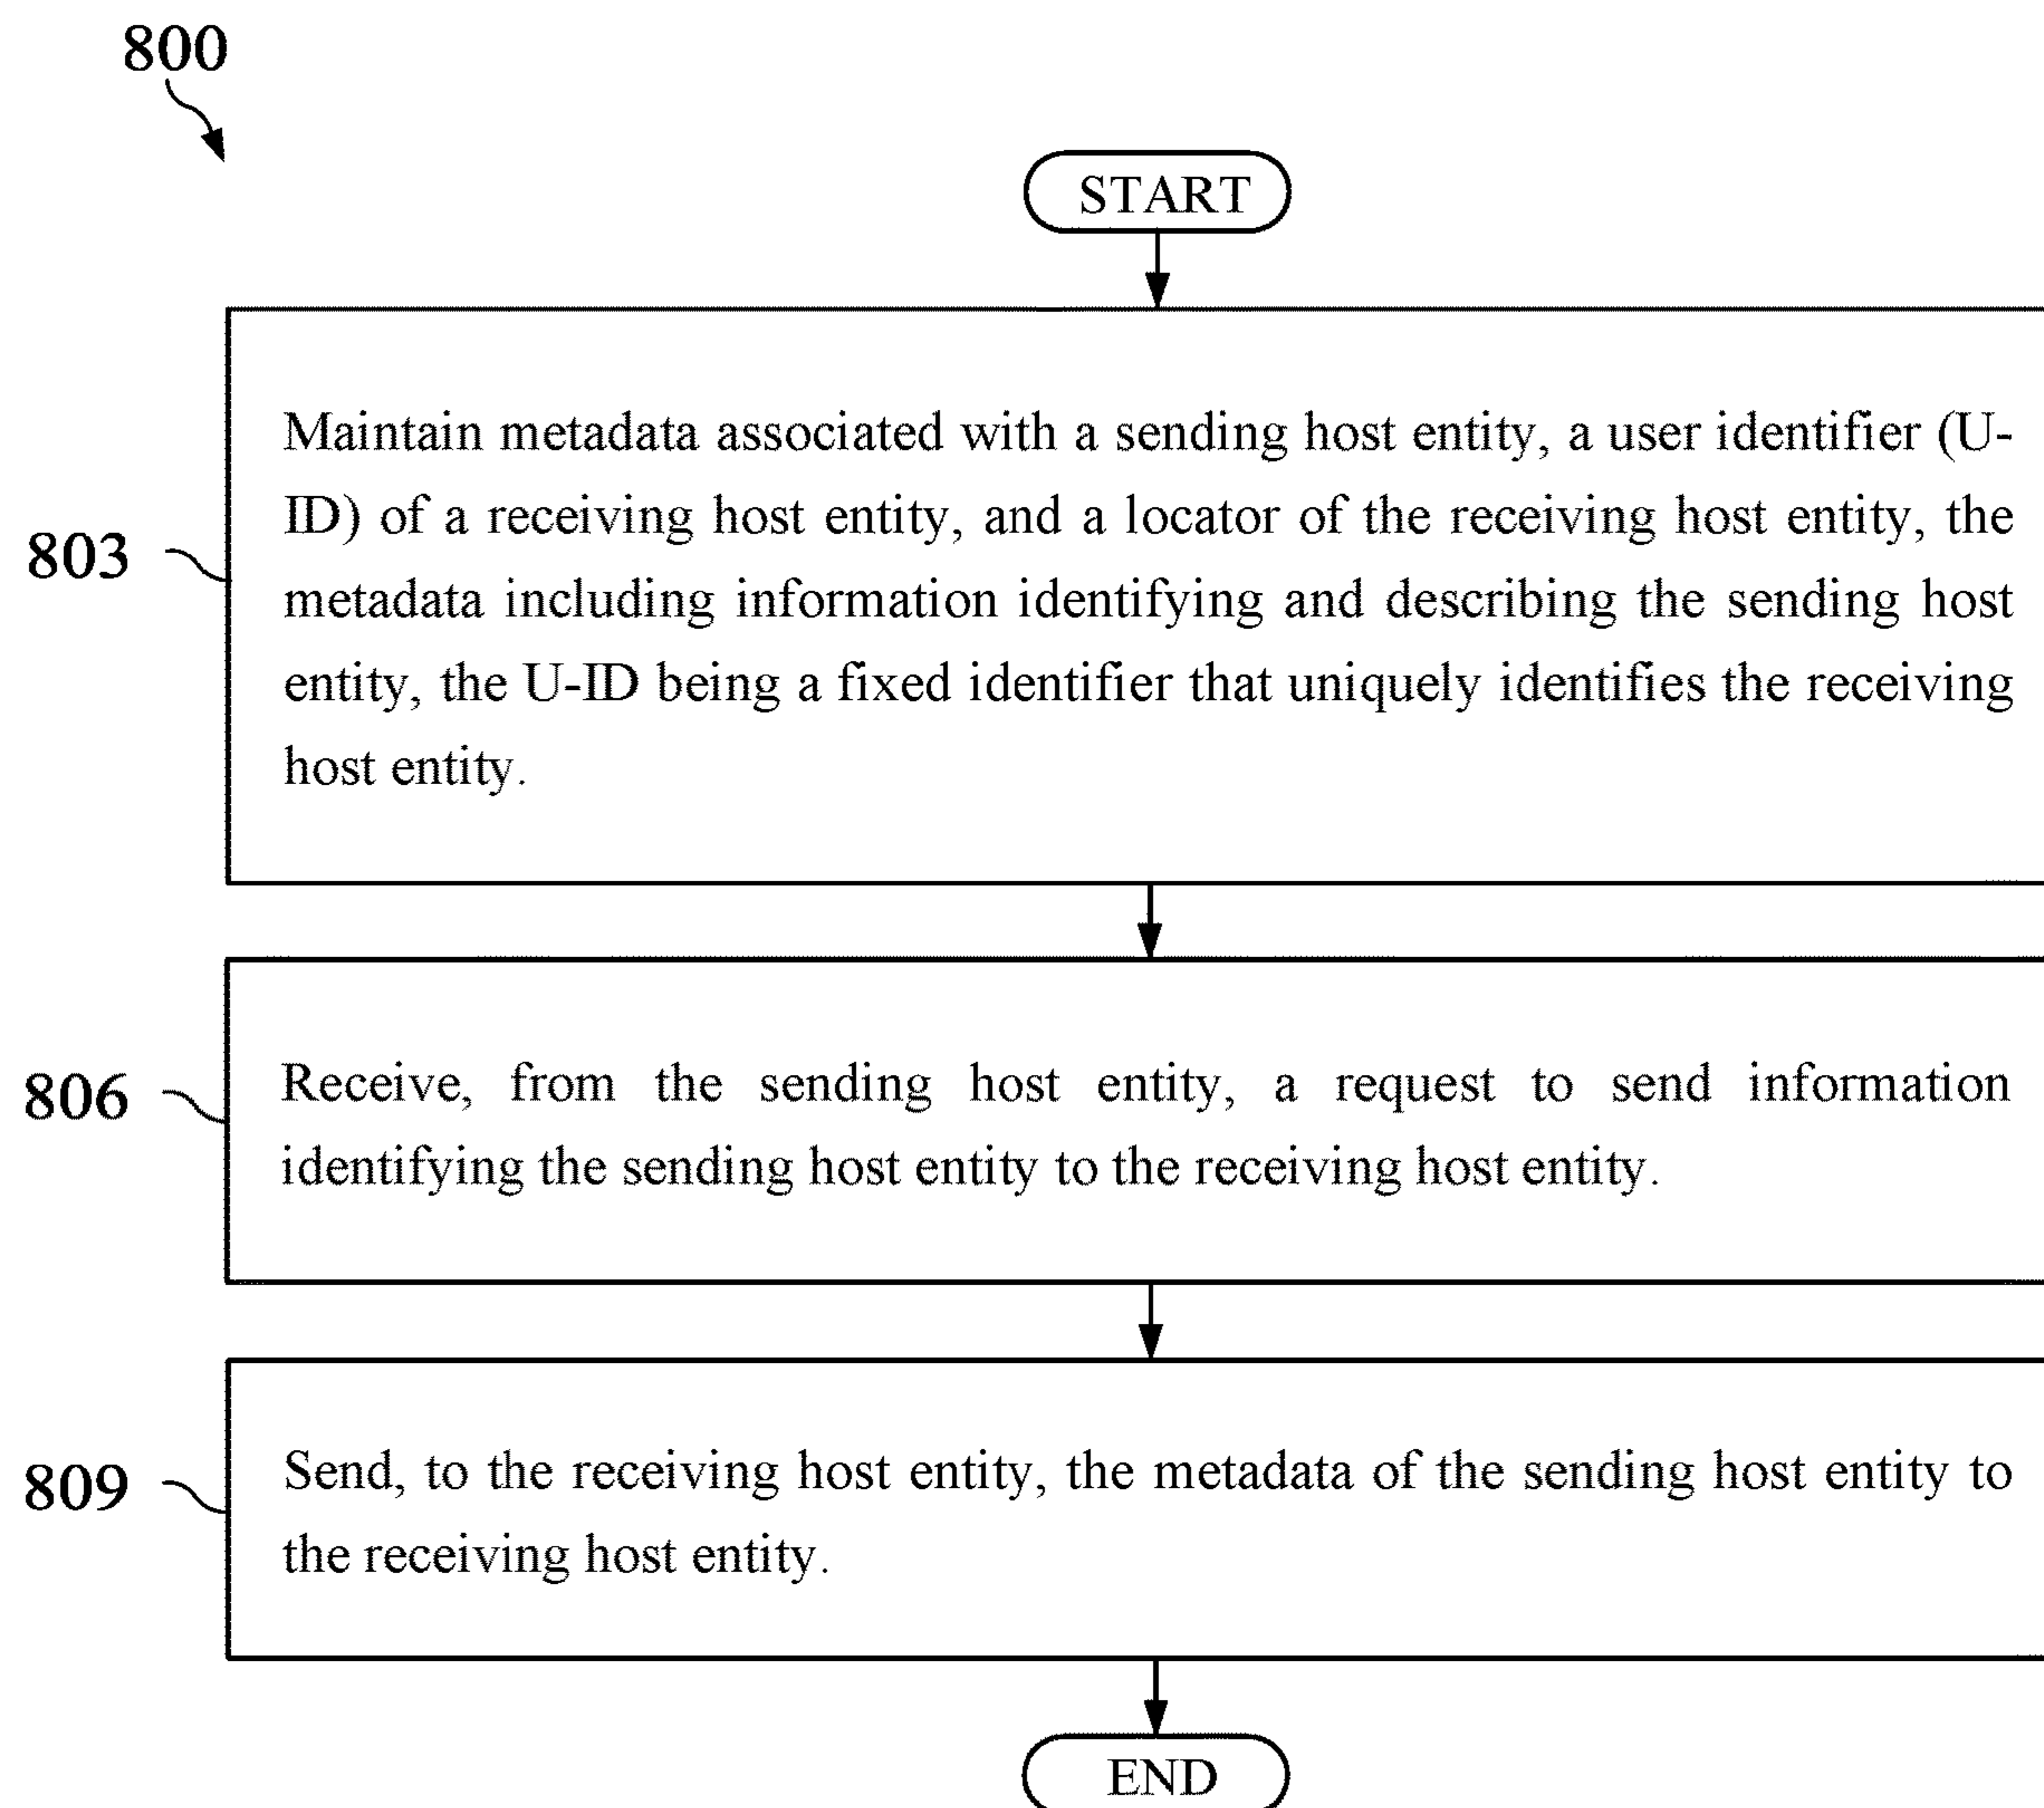 800
START
803
Maintain metadata associated with a sending host entity, a user identifier (U-
ID) of a receiving host entity, and a locator of the receiving host entity, the
metadata including information identifying and describing the sending host
entity, the U-ID being a fixed identifier that uniquely identifies the receiving
host entity.
806
Receive, from the sending host entity, a request to send information
identifying the sending host entity to the receiving host entity.
809
Send, to the receiving host entity, the metadata of the sending host entity to
the receiving host entity.
END